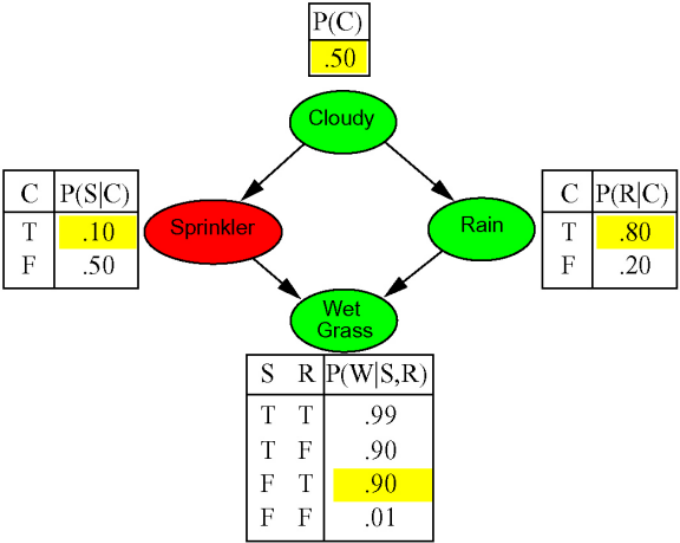 P(C)
.50
Cloudy
C P(S|C)
T .10
F .50
Sprinkler
Rain
C P(R|C)
T .80
F .20
Wet
Grass
S R P(W|S,R)
T T .99
T F .90
F T .90
F F .01